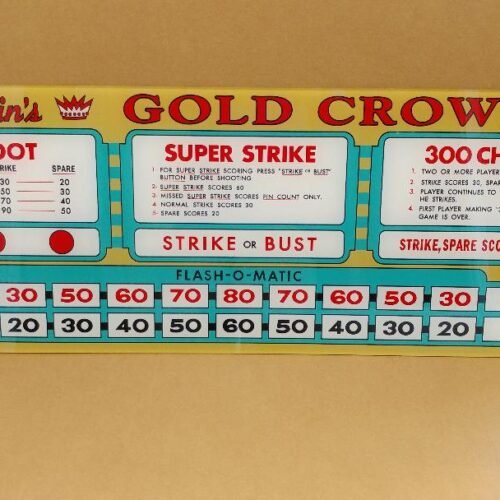 in's GOLD CROW
OOT
RIKE SPARE
30 20
50 30
70 40
90 50
SUPER STRIKE
1 FOR SUPER STRIKE SCORING PRESS "STRIKE OR BUST"
BUTTON BEFORE SHOOTING
2. SUPER STRIKE SCORES 60
3 MISSED SUPER STRIKE SCORES PIN COUNT ONLY.
4 NORMAL STRIKE SCORES 30
5- SPARE SCORES 20
STRIKE OR BUST
300 CH
1. TWO OR MORE PLAYER
2. STRIKE SCORES 30, SPAR
3. PLAYER CONTINUES TO
HE STRIKES.
4. FIRST PLAYER MAKING "3
GAME IS OVER.
STRIKE, SPARE SCO
FLASH-O-MATIC
30 50 60 70 80 70 60 50 30
20 30 40 50 60 50 40 30 20